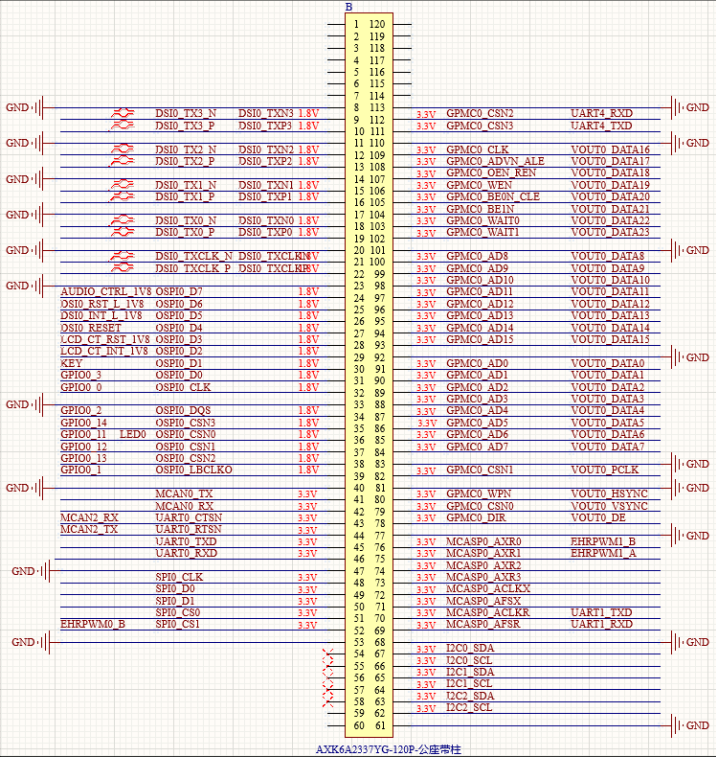 B
1 120
2 119
3 118
4 117
5 116
6 115
7 114
GND 8 113 GND
DSI0_TX3_N DSI0_TXN3 1.8V 9 112 3.3V GPMC0_CSN2 UART4_RXD
DSI0_TX3_P DSI0_TXP3 1.8V 10 111 3.3V GPMC0_CSN3 UART4_TXD
GND 11 110 GND
DSI0_TX2_N DSI0_TXN2 1.8V 12 109 3.3V GPMC0_CLK VOUT0_DATA16
DSI0_TX2_P DSI0_TXP2 1.8V 13 108 3.3V GPMC0_ADVN_ALE VOUT0_DATA17
GND 14 107 3.3V GPMC0_OEN_REN VOUT0_DATA18
DSI0_TX1_N DSI0_TXN1 1.8V 15 106 3.3V GPMC0_WEN VOUT0_DATA19
DSI0_TX1_P DSI0_TXP1 1.8V 16 105 3.3V GPMC0_BE0N_CLE VOUT0_DATA20
GND 17 104 3.3V GPMC0_BE1N VOUT0_DATA21
DSI0_TX0_N DSI0_TXN0 1.8V 18 103 3.3V GPMC0_WAIT0 VOUT0_DATA22
DSI0_TX0_P DSI0_TXP0 1.8V 19 102 3.3V GPMC0_WAIT1 VOUT0_DATA23
GND 20 101 GND
DSI0_TXCLK_N DSI0_TXCLKN 1.8V 21 100 3.3V GPMC0_AD8 VOUT0_DATA8
DSI0_TXCLK_P DSI0_TXCLKP 1.8V 22 99 3.3V GPMC0_AD9 VOUT0_DATA9
GND 23 98 3.3V GPMC0_AD10 VOUT0_DATA10
AUDIO_CTRL_1V8 OSPI0_D7 1.8V 24 97 3.3V GPMC0_AD11 VOUT0_DATA11
DSI_RST_L_1V8 OSPI0_D6 1.8V 25 96 3.3V GPMC0_AD12 VOUT0_DATA12
DSI_INT_L_1V8 OSPI0_D5 1.8V 26 95 3.3V GPMC0_AD13 VOUT0_DATA13
DSI_RESET OSPI0_D4 1.8V 27 94 3.3V GPMC0_AD14 VOUT0_DATA14
LCD_CT_RST_1V8 OSPI0_D3 1.8V 28 93 3.3V GPMC0_AD15 VOUT0_DATA15
LCD_CT_INT_1V8 OSPI0_D2 1.8V 29 92 GND
KEY OSPI0_D1 1.8V 30 91 3.3V GPMC0_AD0 VOUT0_DATA0
GPIO0_3 OSPI0_D0 1.8V 31 90 3.3V GPMC0_AD1 VOUT0_DATA1
GPIO0_0 OSPI0_CLK 1.8V 32 89 3.3V GPMC0_AD2 VOUT0_DATA2
GND 33 88 3.3V GPMC0_AD3 VOUT0_DATA3
GPIO0_2 OSPI0_DQS 1.8V 34 87 3.3V GPMC0_AD4 VOUT0_DATA4
GPIO0_14 OSPI0_CSN3 1.8V 35 86 3.3V GPMC0_AD5 VOUT0_DATA5
GPIO0_11 LED0 OSPI0_CSN0 1.8V 36 85 3.3V GPMC0_AD6 VOUT0_DATA6
GPIO0_12 OSPI0_CSN1 1.8V 37 84 3.3V GPMC0_AD7 VOUT0_DATA7
GPIO0_13 OSPI0_CSN2 1.8V 38 83 GND
GPIO0_1 OSPI0_LBCLKO 1.8V 39 82 3.3V GPMC0_CSN1 VOUT0_PCLK
GND 40 81 GND
MCAN0_TX 3.3V 41 80 3.3V GPMC0_WPN VOUT0_HSYNC
MCAN0_RX 3.3V 42 79 3.3V GPMC0_CSN0 VOUT0_VSYNC
MCAN2_RX UART0_CTSN 3.3V 43 78 3.3V GPMC0_DIR VOUT0_DE
MCAN2_TX UART0_RTSN 3.3V 44 77 GND
UART0_TXD 3.3V 45 76 3.3V MCASP0_AXR0 EHRPWM1_B
UART0_RXD 3.3V 46 75 3.3V MCASP0_AXR1 EHRPWM1_A
GND 47 74 3.3V MCASP0_AXR2
SPI0_CLK 3.3V 48 73 3.3V MCASP0_AXR3
SPI0_D0 3.3V 49 72 3.3V MCASP0_ACLKX
SPI0_D1 3.3V 50 71 3.3V MCASP0_AFSX
SPI0_CS0 3.3V 51 70 3.3V MCASP0_ACLKR UART1_TXD
EHRPWM0_B SPI0_CS1 3.3V 52 69 3.3V MCASP0_AFSR UART1_RXD
GND 53 68 GND
54 67 3.3V I2C0_SDA
55 66 3.3V I2C0_SCL
56 65 3.3V I2C1_SDA
57 64 3.3V I2C1_SCL
58 63 3.3V I2C2_SDA
59 62 3.3V I2C2_SCL
60 61 GND
AXK6A2337YG-120P-公座带柱